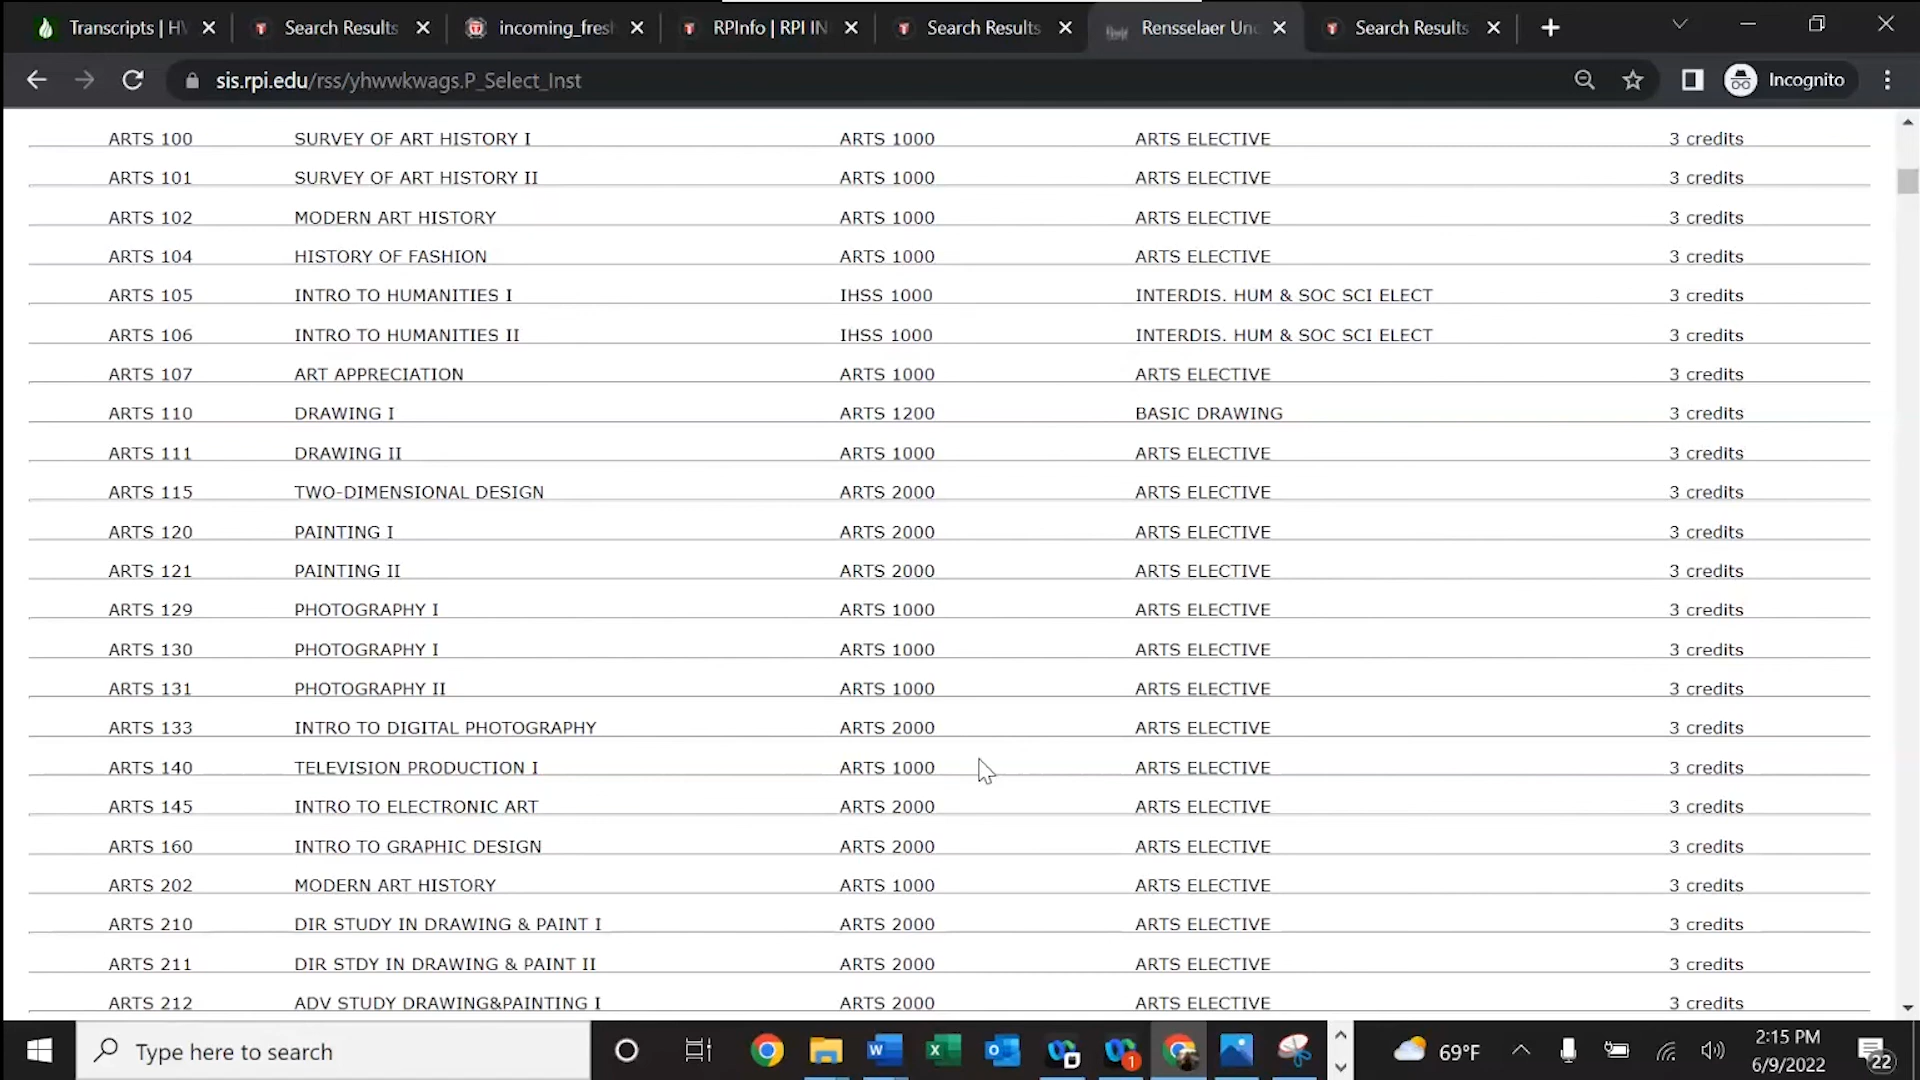 Transcripts | HV
Search Results
incoming_fresh
RPInfo | RPI IN
Search Results
Rensselaer Unc
Search Results
sis.rpi.edu/rss/yhwwkwags.P_Select_Inst
Incognito
ARTS 100 SURVEY OF ART HISTORY I ARTS 1000 ARTS ELECTIVE 3 credits
ARTS 101 SURVEY OF ART HISTORY II ARTS 1000 ARTS ELECTIVE 3 credits
ARTS 102 MODERN ART HISTORY ARTS 1000 ARTS ELECTIVE 3 credits
ARTS 104 HISTORY OF FASHION ARTS 1000 ARTS ELECTIVE 3 credits
ARTS 105 INTRO TO HUMANITIES I IHSS 1000 INTERDIS. HUM & SOC SCI ELECT 3 credits
ARTS 106 INTRO TO HUMANITIES II IHSS 1000 INTERDIS. HUM & SOC SCI ELECT 3 credits
ARTS 107 ART APPRECIATION ARTS 1000 ARTS ELECTIVE 3 credits
ARTS 110 DRAWING I ARTS 1200 BASIC DRAWING 3 credits
ARTS 111 DRAWING II ARTS 1000 ARTS ELECTIVE 3 credits
ARTS 115 TWO-DIMENSIONAL DESIGN ARTS 2000 ARTS ELECTIVE 3 credits
ARTS 120 PAINTING I ARTS 2000 ARTS ELECTIVE 3 credits
ARTS 121 PAINTING II ARTS 2000 ARTS ELECTIVE 3 credits
ARTS 129 PHOTOGRAPHY I ARTS 1000 ARTS ELECTIVE 3 credits
ARTS 130 PHOTOGRAPHY I ARTS 1000 ARTS ELECTIVE 3 credits
ARTS 131 PHOTOGRAPHY II ARTS 1000 ARTS ELECTIVE 3 credits
ARTS 133 INTRO TO DIGITAL PHOTOGRAPHY ARTS 2000 ARTS ELECTIVE 3 credits
ARTS 140 TELEVISION PRODUCTION I ARTS 1000 ARTS ELECTIVE 3 credits
ARTS 145 INTRO TO ELECTRONIC ART ARTS 2000 ARTS ELECTIVE 3 credits
ARTS 160 INTRO TO GRAPHIC DESIGN ARTS 2000 ARTS ELECTIVE 3 credits
ARTS 202 MODERN ART HISTORY ARTS 1000 ARTS ELECTIVE 3 credits
ARTS 210 DIR STUDY IN DRAWING & PAINT I ARTS 2000 ARTS ELECTIVE 3 credits
ARTS 211 DIR STDY IN DRAWING & PAINT II ARTS 2000 ARTS ELECTIVE 3 credits
ARTS 212 ADV STUDY DRAWING&PAINTING I ARTS 2000 ARTS ELECTIVE 3 credits
Type here to search
1
69°F
2:15 PM
6/9/2022
22